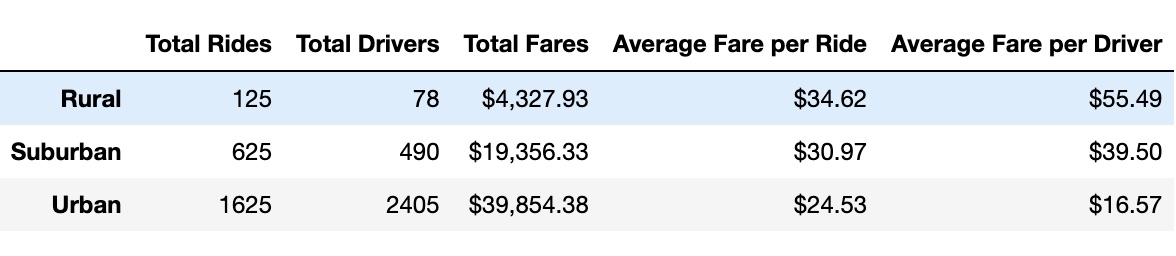 Total Rides Total Drivers Total Fares Average Fare per Ride Average Fare per Driver
Rural 125 78 $4,327.93 $34.62 $55.49
Suburban 625 490 $19,356.33 $30.97 $39.50
Urban 1625 2405 $39,854.38 $24.53 $16.57